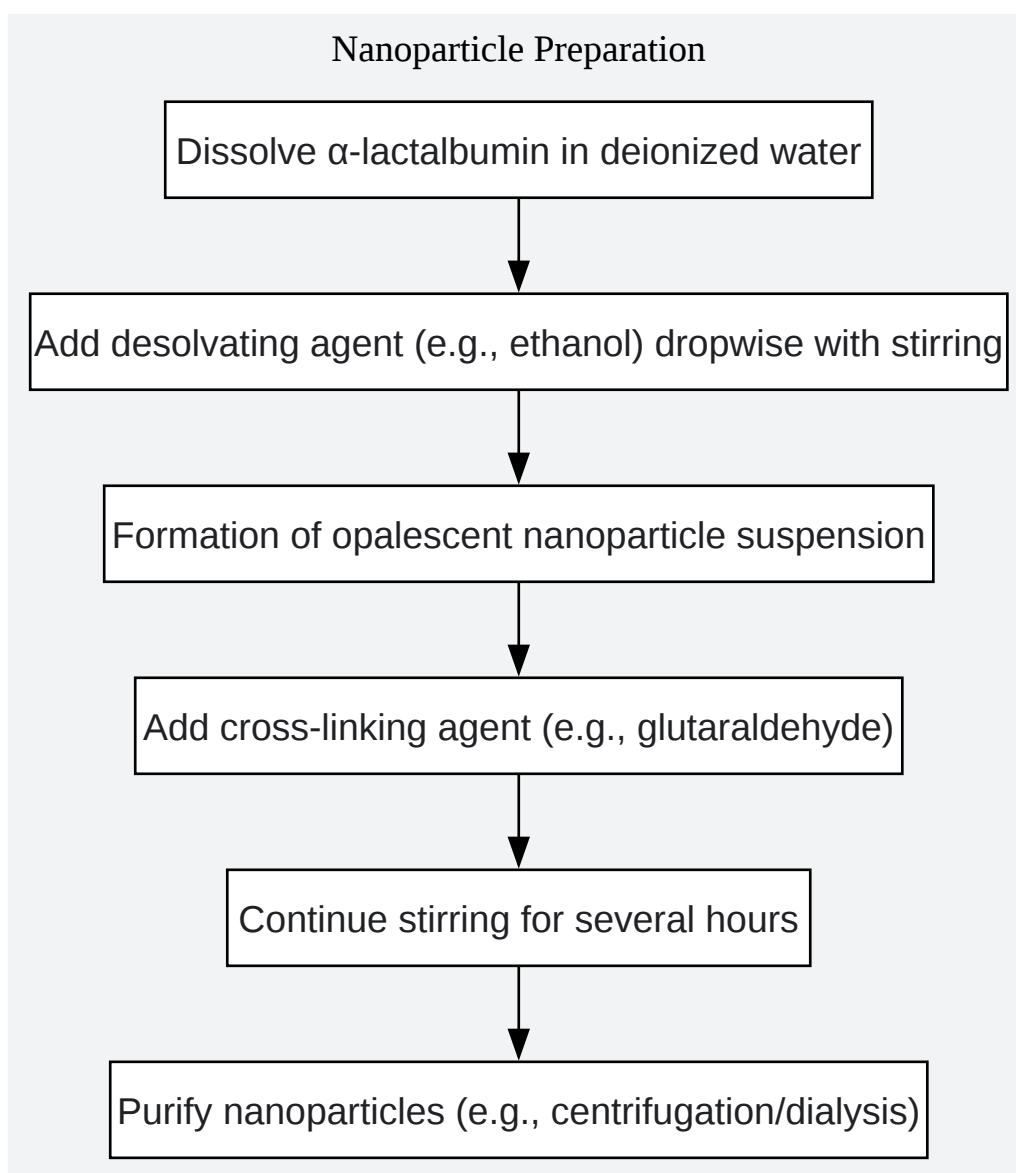 Nanoparticle Preparation
Dissolve α-lactalbumin in deionized water
Add desolvating agent (e.g., ethanol) dropwise with stirring
Formation of opalescent nanoparticle suspension
Add cross-linking agent (e.g., glutaraldehyde)
Continue stirring for several hours
Purify nanoparticles (e.g., centrifugation/dialysis)